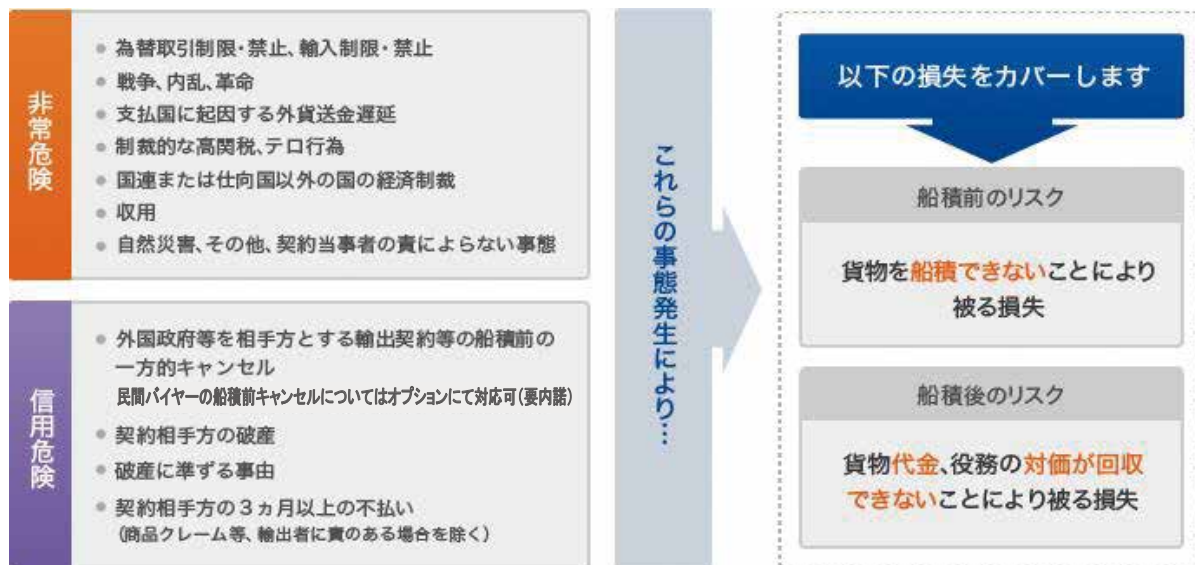 非常危険
為替取引制限・禁止、輸入制限・禁止
戦争、内乱、革命
支払国に起因する外貨送金遅延
制裁的な高関税、テロ行為
国連または仕向国以外の国の経済制裁
収用
自然災害、その他、契約当事者の責によらない事態
信用危険
外国政府等を相手方とする輸出契約等の船積前の
一方的キャンセル
民間バイヤーの船積前キャンセルについてはオプションにて対応可(要内諾)
契約相手方の破産
破産に準ずる事由
契約相手方の3ヵ月以上の不払い
(商品クレーム等、輸出者に責のある場合を除く)
これらの事態発生により…
以下の損失をカバーします
船積前のリスク
貨物を船積できないことにより
被る損失
船積後のリスク
貨物代金、役務の対価が回収
できないことにより被る損失